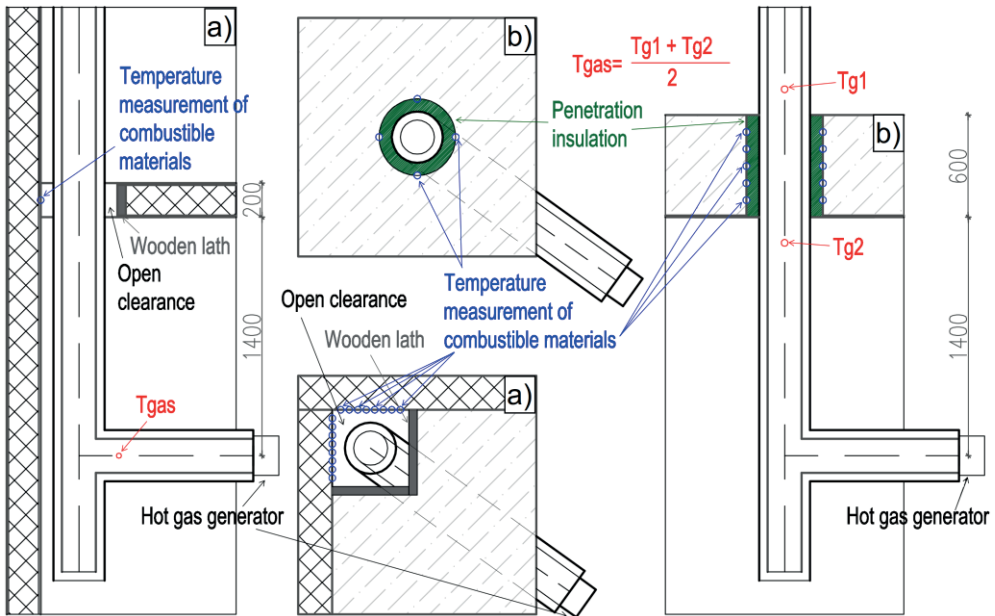 a)
Temperature
measurement of
combustible
materials
200
Wooden lath
Open
clearance
1400
Tgas
Hot gas generator
b)
Tgas= Tg1 + Tg2
2
Penetration
insulation
Temperature
measurement of
combustible materials
Open clearance
Wooden lath
a)
Tg1
b)
600
Tg2
1400
Hot gas generator